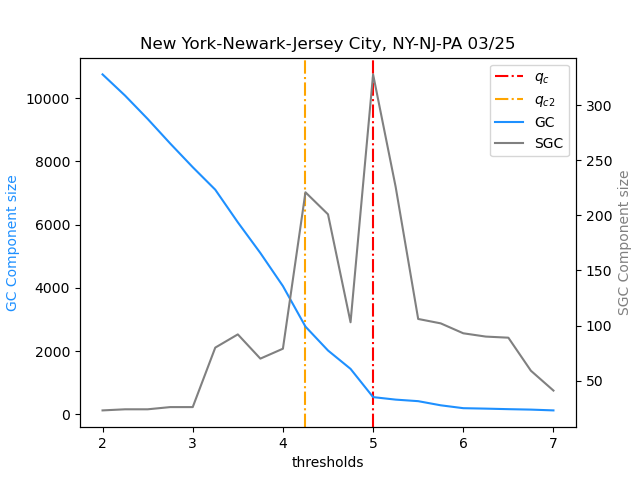 New York-Newark-Jersey City, NY-NJ-PA 03/25
GC Component size
10000
8000
6000
4000
2000
0
q_c
q_c2
GC
SGC
300
250
200
150
100
50
SGC Component size
2 3 4 5 6 7
thresholds